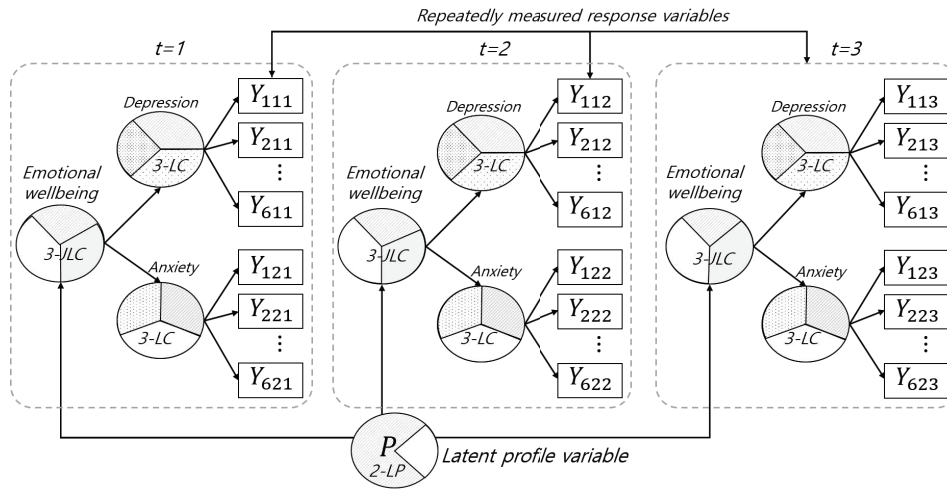 Repeatedly measured response variables
t=1
t=2
t=3
Depression
3-LC
Y111
Y211
⋮
Y611
Emotional
wellbeing
3-JLC
Anxiety
3-LC
Y121
Y221
⋮
Y621
Depression
3-LC
Y112
Y212
⋮
Y612
Emotional
wellbeing
3-JLC
Anxiety
3-LC
Y122
Y222
⋮
Y622
Depression
3-LC
Y113
Y213
⋮
Y613
Emotional
wellbeing
3-JLC
Anxiety
3-LC
Y123
Y223
⋮
Y623
P
2-LP
Latent profile variable